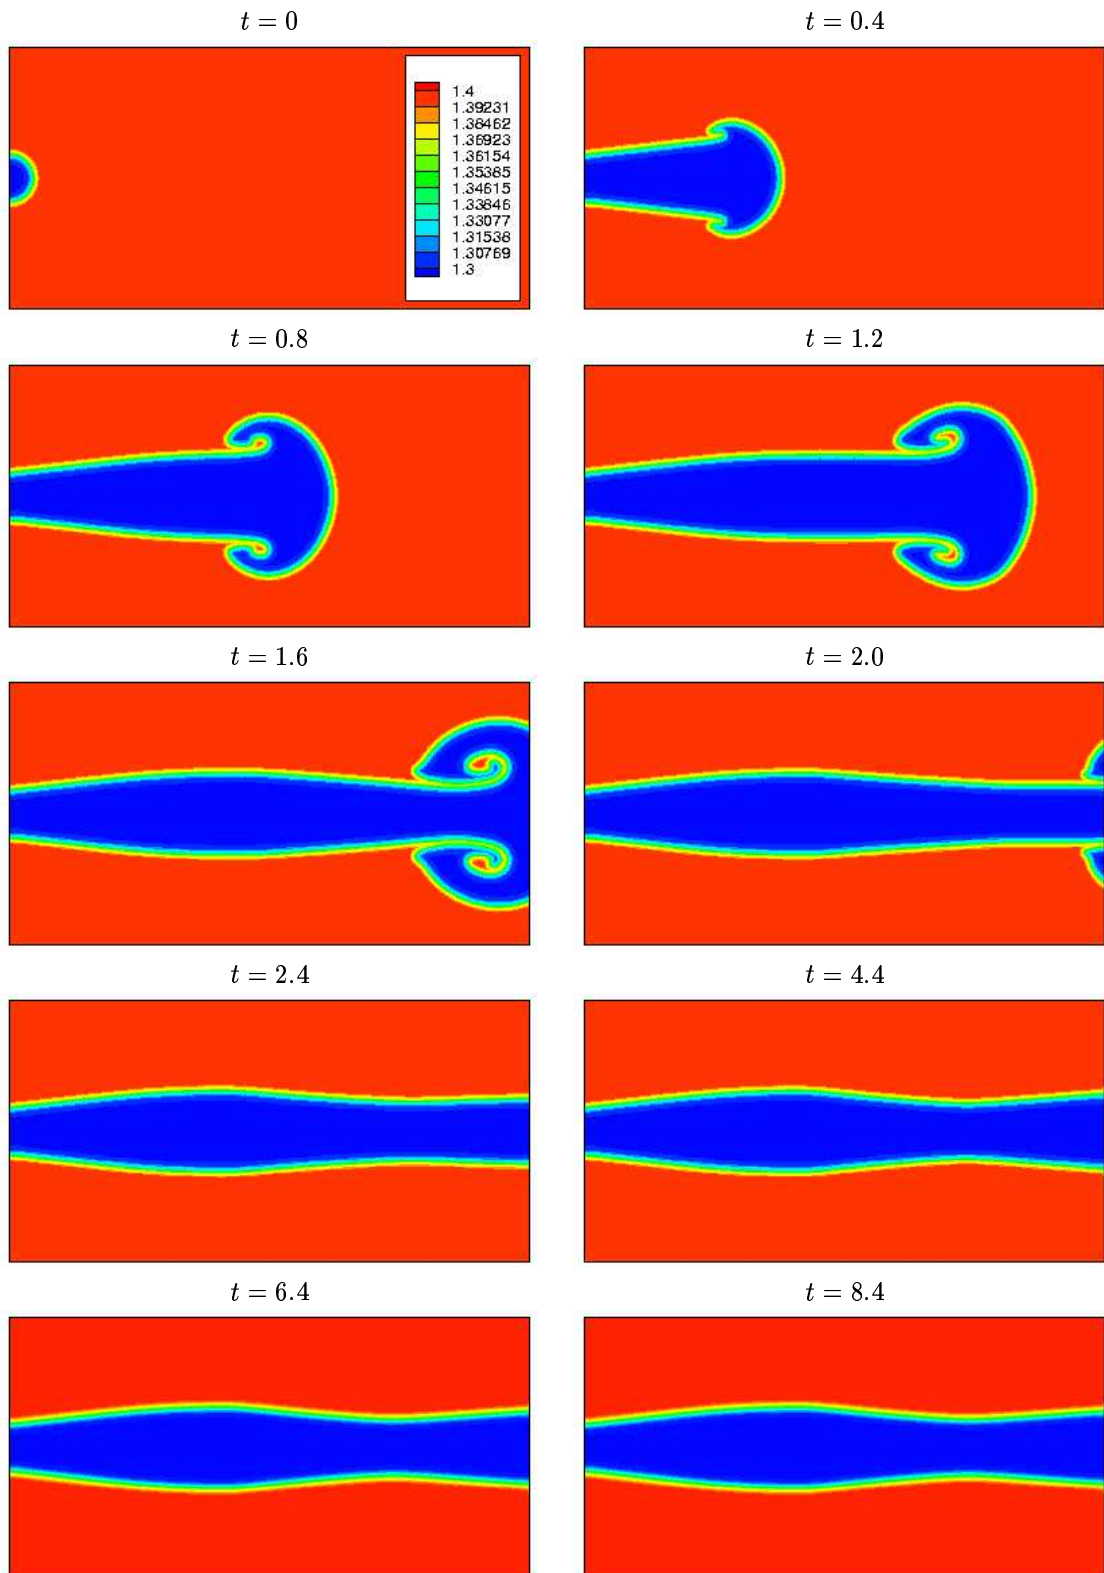 t = 0
t = 0.4
1.4
1.39231
1.38462
1.36923
1.36154
1.35385
1.34615
1.33846
1.33077
1.31538
1.30769
1.3
t = 0.8
t = 1.2
t = 1.6
t = 2.0
t = 2.4
t = 4.4
t = 6.4
t = 8.4